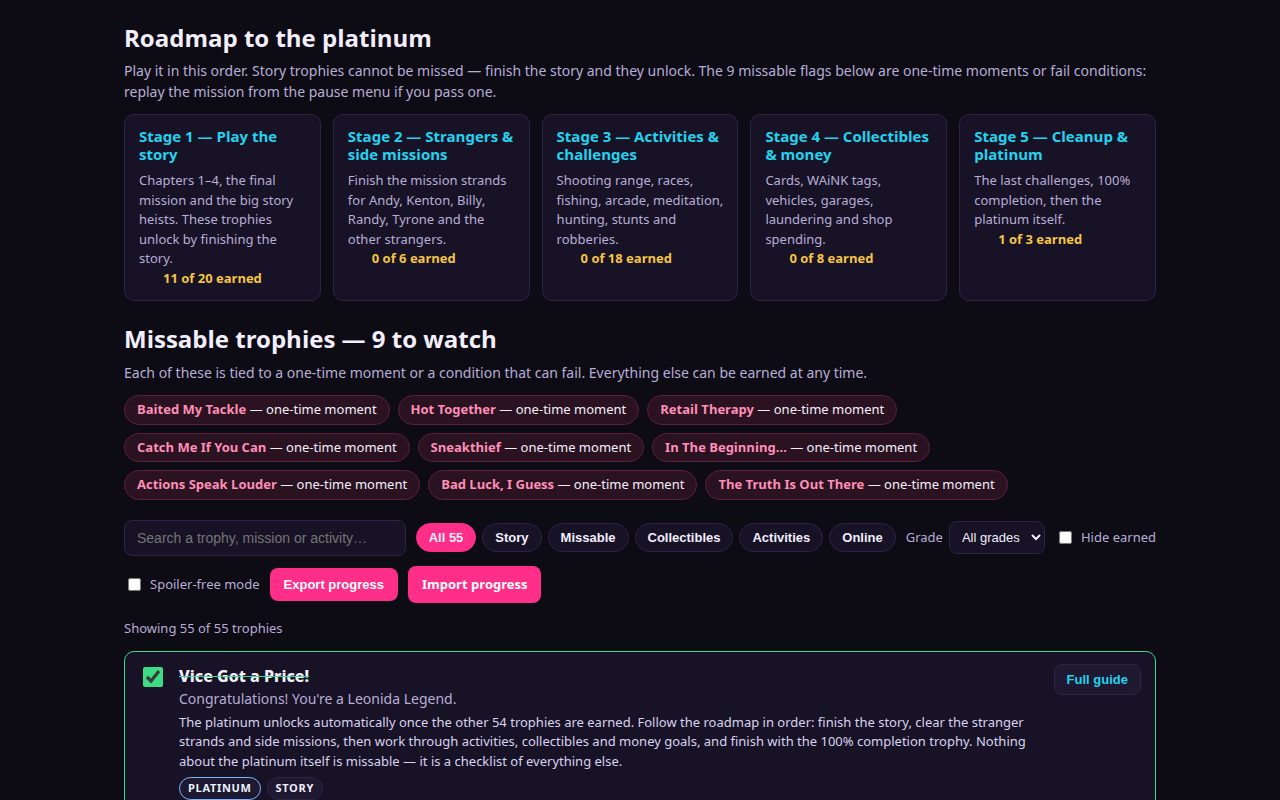 Roadmap to the platinum
Play it in this order. Story trophies cannot be missed — finish the story and they unlock. The 9 missable flags below are one-time moments or fail conditions:
replay the mission from the pause menu if you pass one.
Stage 1 — Play the
story
Chapters 1–4, the final
mission and the big story
heists. These trophies
unlock by finishing the
story.
11 of 20 earned
Stage 2 — Strangers &
side missions
Finish the mission strands
for Andy, Kenton, Billy,
Randy, Tyrone and the
other strangers.
0 of 6 earned
Stage 3 — Activities &
challenges
Shooting range, races,
fishing, arcade, meditation,
hunting, stunts and
robberies.
0 of 18 earned
Stage 4 — Collectibles
& money
Cards, WAiNK tags,
vehicles, garages,
laundering and shop
spending.
0 of 8 earned
Stage 5 — Cleanup &
platinum
The last challenges, 100%
completion, then the
platinum itself.
1 of 3 earned
Missable trophies — 9 to watch
Each of these is tied to a one-time moment or a condition that can fail. Everything else can be earned at any time.
Baited My Tackle — one-time moment
Hot Together — one-time moment
Retail Therapy — one-time moment
Catch Me If You Can — one-time moment
Sneakthief — one-time moment
In The Beginning... — one-time moment
Actions Speak Louder — one-time moment
Bad Luck, I Guess — one-time moment
The Truth Is Out There — one-time moment
Search a trophy, mission or activity…
All 55
Story
Missable
Collectibles
Activities
Online
Grade
All grades
Hide earned
Spoiler-free mode
Export progress
Import progress
Showing 55 of 55 trophies
Vice Got a Price!
Full guide
Congratulations! You're a Leonida Legend.
The platinum unlocks automatically once the other 54 trophies are earned. Follow the roadmap in order: finish the story, clear the stranger
strands and side missions, then work through activities, collectibles and money goals, and finish with the 100% completion trophy. Nothing
about the platinum itself is missable — it is a checklist of everything else.
PLATINUM
STORY